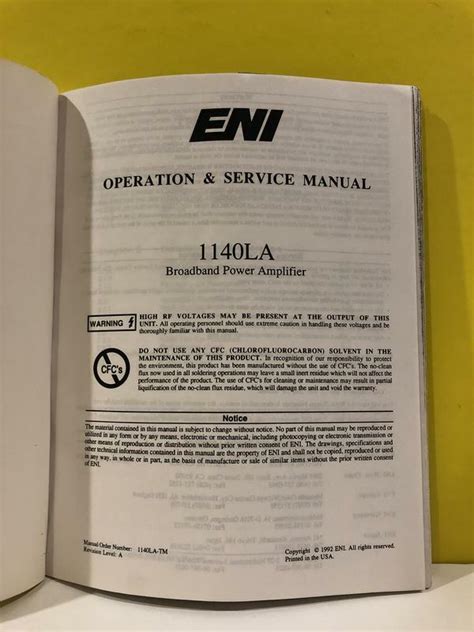 ENI
OPERATION & SERVICE MANUAL
1140LA
Broadband Power Amplifier
WARNING
HIGH RF VOLTAGES MAY BE PRESENT AT THE OUTPUT OF THIS
UNIT. All operating personnel should use extreme caution in handling these voltages and be
thoroughly familiar with this manual.
CFC's
DO NOT USE ANY CFC (CHLOROFLUOROCARBON) SOLVENT IN THE
MAINTENANCE OF THIS PRODUCT. In recognition of our responsibility to protect
the environment, this product has been manufactured without the use of CFC's. The no-clean
flux now used in all soldering operations may leave a small inert residue which will not affect the
performance of the product. The use of CFC's for cleaning or maintenance may result in partial
liquification of the no-clean flux residue, which will damage the unit and void the warranty.
Notice
The material contained in this manual is subject to change without notice. No part of this manual may be reproduced or
utilized in any form or by any means, electronic or mechanical, including photocopying or electronic transmission or
other means of reproduction or distribution without prior written consent of ENI. The drawings, specifications and
other technical information contained in this manual are the property of ENI and shall not be copied, reproduced or used
in any way, in whole or in part, as the basis of manufacture or sale of similar items without the prior written consent
of ENI.
Manual Order Number: 1140LA-TM
Revision Level: A
Copyright © 1992 ENI. All rights reserved.
Printed in the USA.